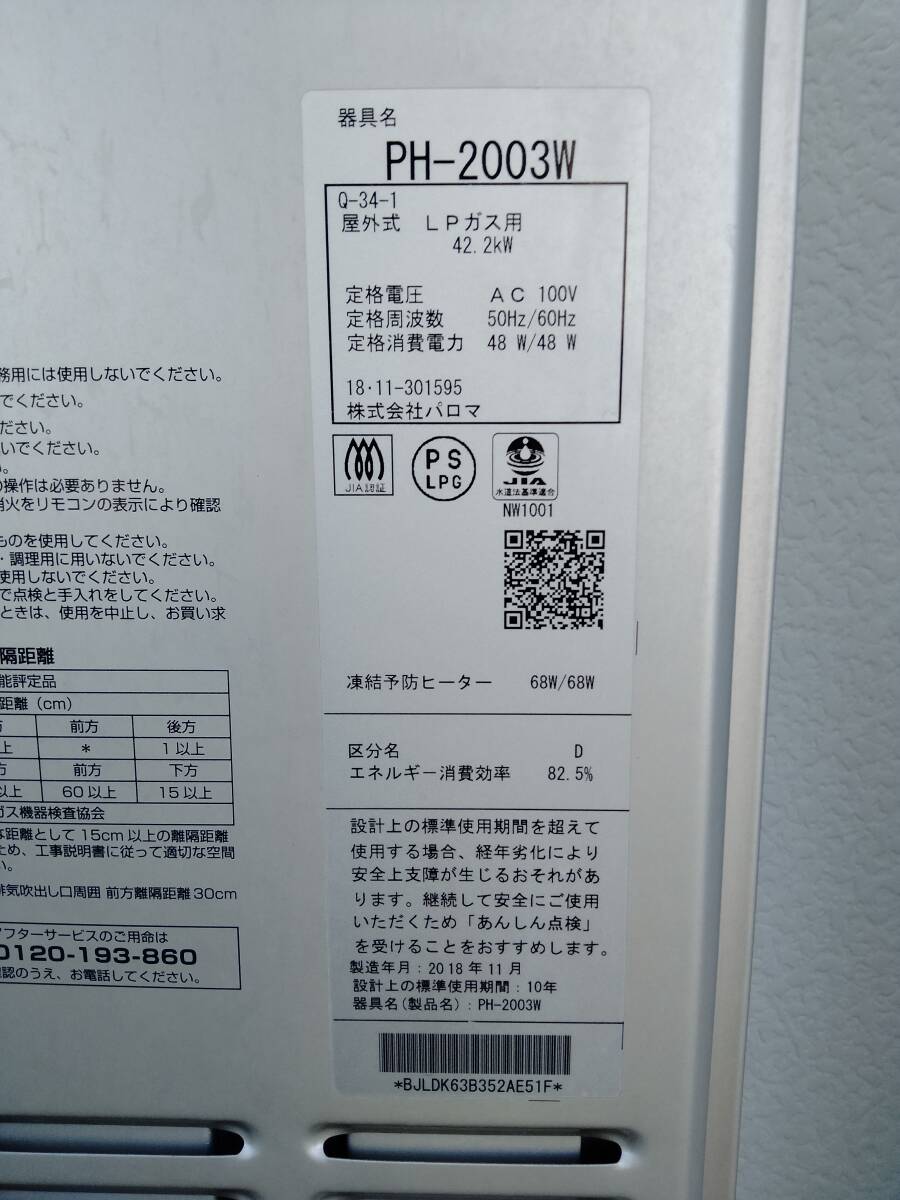 器具名
PH-2003W
Q-34-1
屋外式 LPガス用
42.2kW
定格電圧 AC 100V
定格周波数 50Hz/60Hz
定格消費電力 48 W/48 W
18・11-301595
株式会社パロマ
JIA認証
PS
LPG
JIA
水道法基準適合
NW1001
凍結予防ヒーター 68W/68W
区分名 D
エネルギー消費効率 82.5%
設計上の標準使用期間を超えて
使用する場合、経年劣化により
安全上支障が生じるおそれがあ
ります。継続して安全にご使用
いただくため「あんしん点検」
を受けることをおすすめします。
製造年月：2018年11月
設計上の標準使用期間：10年
器具名(製品名)：PH-2003W
*BJLDK63B352AE51F*
務用には使用しないでください。
でください。
ださい。
いでください。
い。
の操作は必要ありません。
消火をリモコンの表示により確認
ものを使用してください。
・調理用に用いないでください。
使用しないでください。
で点検と手入れをしてください。
ときは、使用を中止し、お買い求
隔距離
能評定品
距離（cm）
方 前方 後方
上 * 1以上
方 前方 下方
以上 60以上 15以上
ガス機器検査協会
な距離として 15cm 以上の離隔距離
ため、工事説明書に従って適切な空間
い。
排気吹出し口周囲 前方離隔距離30cm
アフターサービスのご用命は
0120-193-860
確認のうえ、お電話してください。